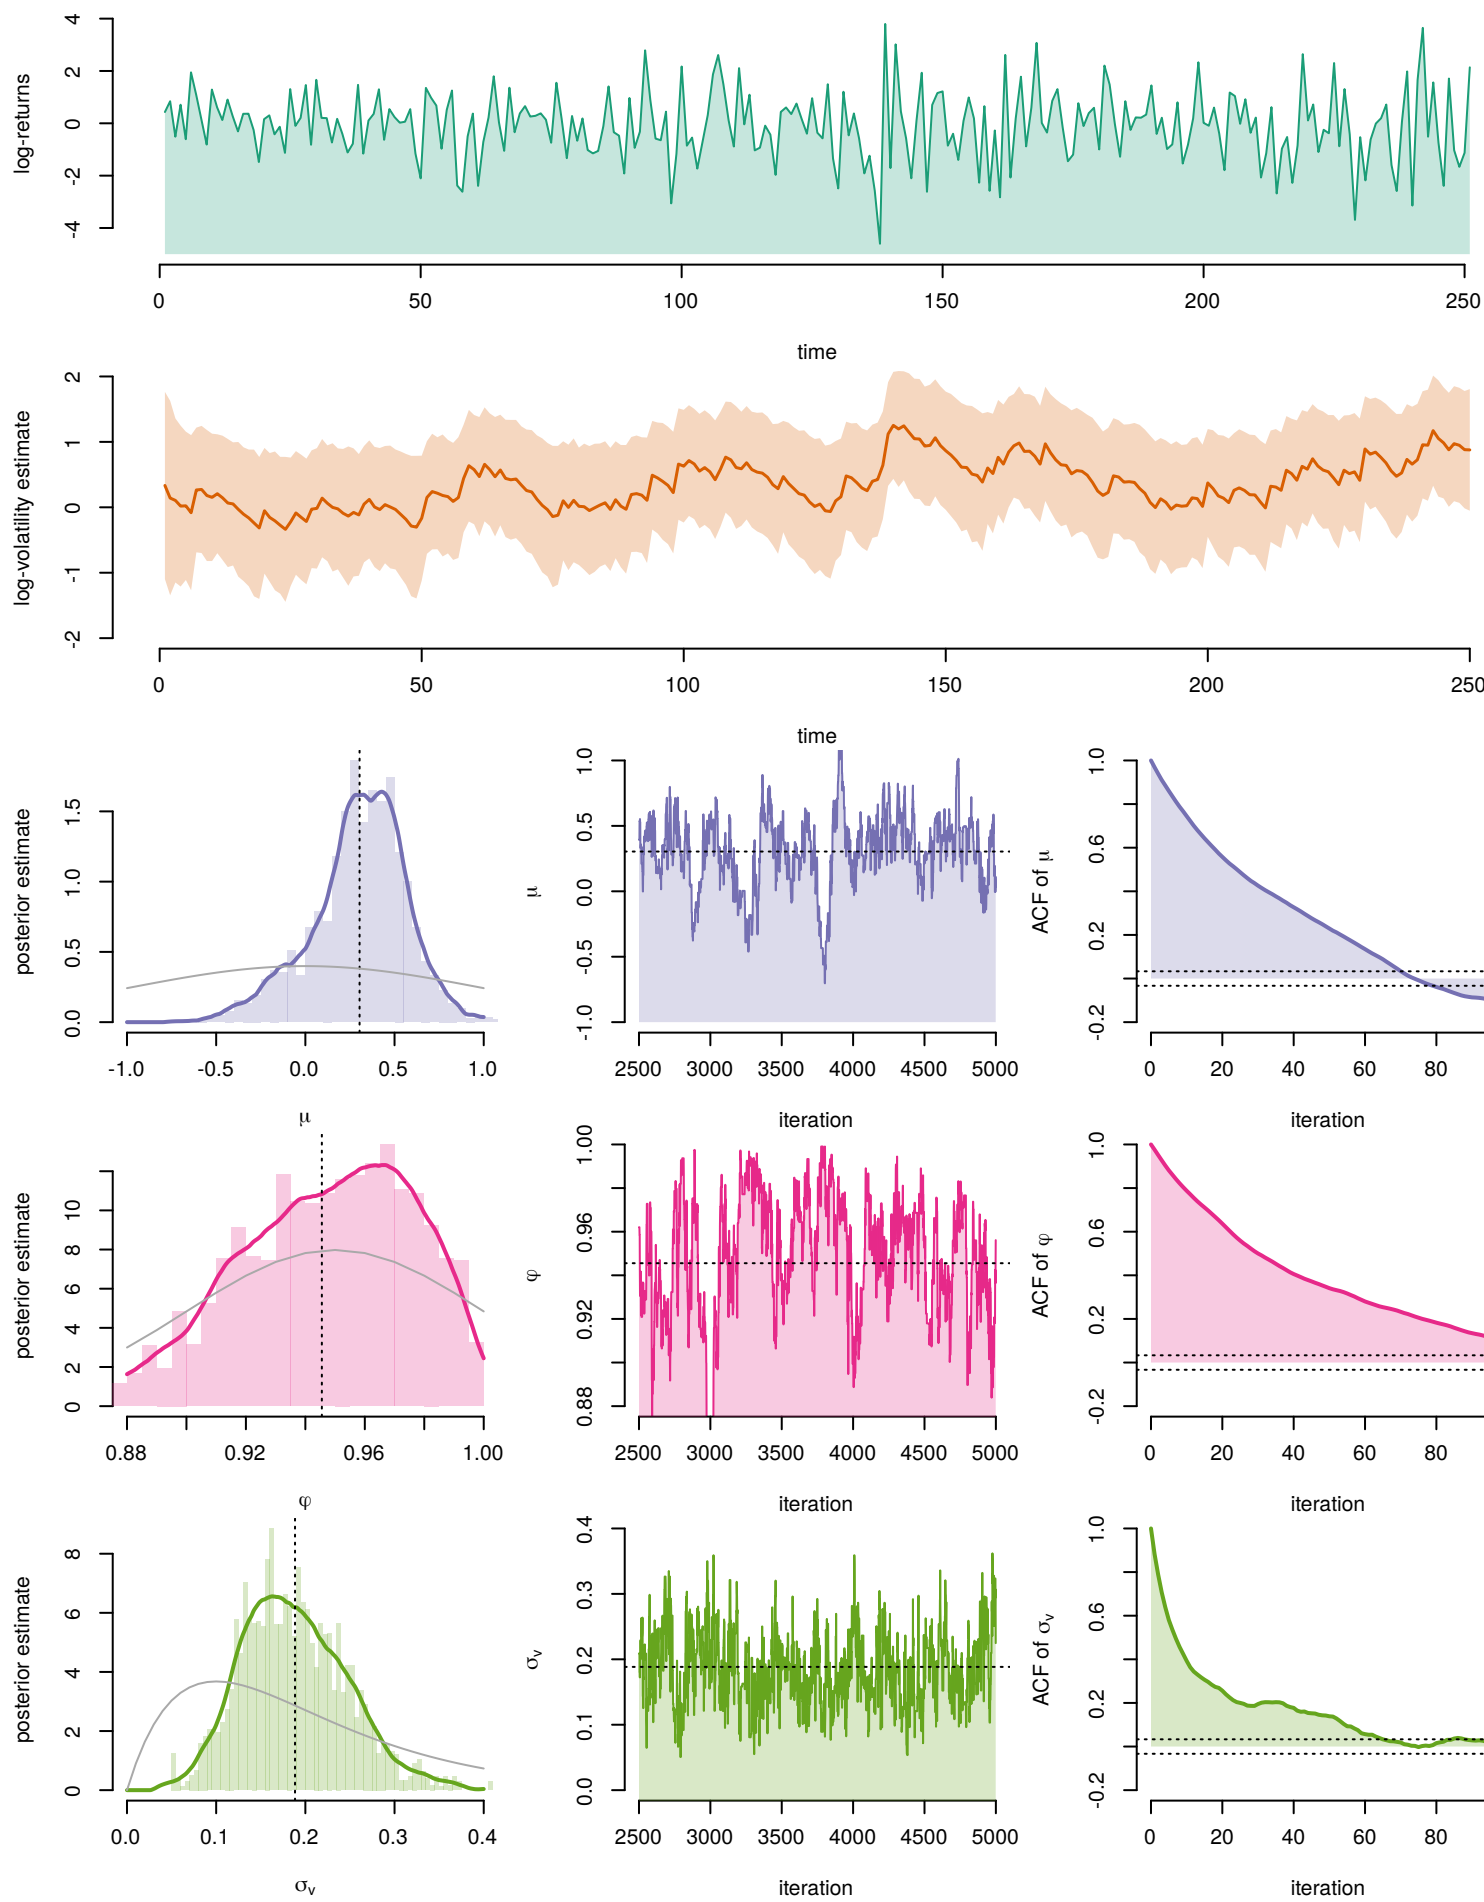 log-returns
4
2
0
-2
-4
0 50 100 150 200 250
time
log-volatility estimate
2
1
0
-1
-2
0 50 100 150 200 250
time
posterior estimate
1.5
1.0
0.5
0.0
-1.0 -0.5 0.0 0.5 1.0
μ
μ
1.0
0.5
0.0
-0.5
-1.0
2500 3000 3500 4000 4500 5000
iteration
ACF of μ
1.0
0.6
0.2
-0.2
0 20 40 60 80
iteration
posterior estimate
10
8
6
4
2
0
0.88 0.92 0.96 1.00
φ
φ
1.00
0.96
0.92
0.88
2500 3000 3500 4000 4500 5000
iteration
ACF of φ
1.0
0.6
0.2
-0.2
0 20 40 60 80
iteration
posterior estimate
8
6
4
2
0
0.0 0.1 0.2 0.3 0.4
σv
σv
0.4
0.3
0.2
0.1
0.0
2500 3000 3500 4000 4500 5000
iteration
ACF of σv
1.0
0.6
0.2
-0.2
0 20 40 60 80
iteration